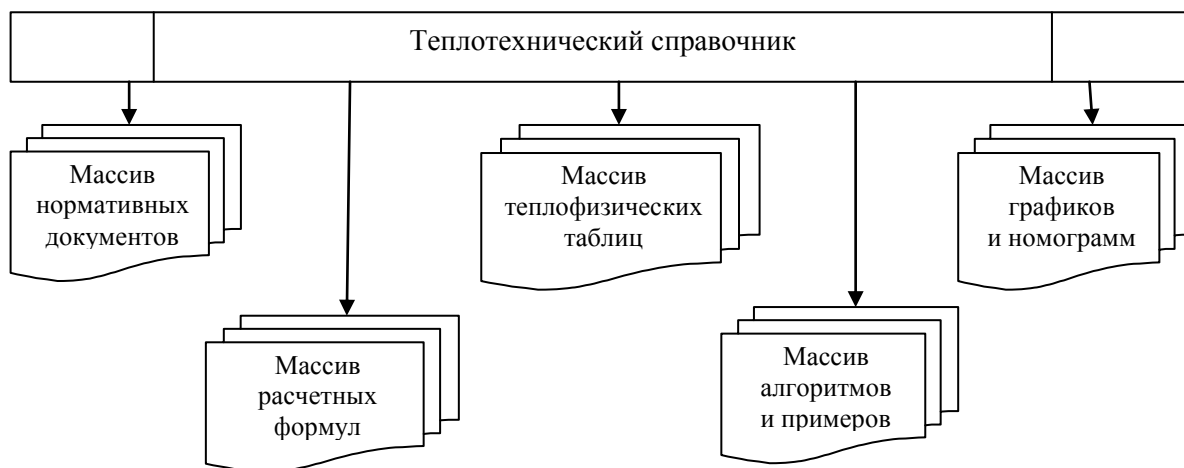 Теплотехнический справочник
Массив
нормативных
документов
Массив
теплофизических
таблиц
Массив
графиков
и номограмм
Массив
расчетных
формул
Массив
алгоритмов
и примеров